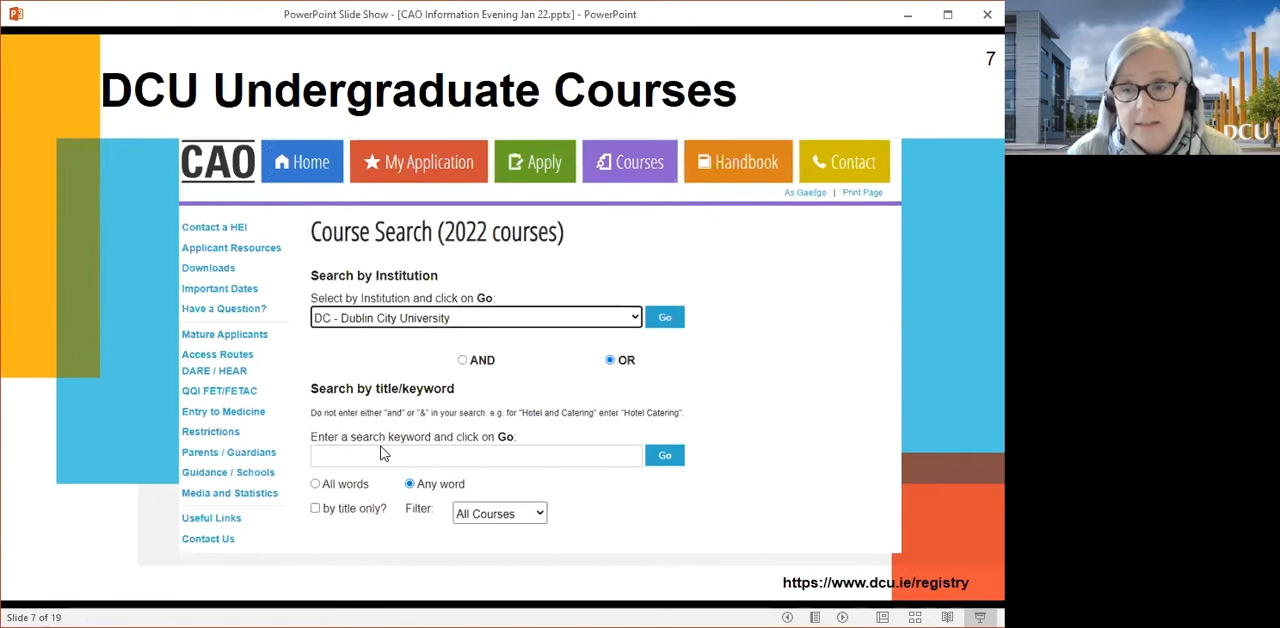 PowerPoint Slide Show - [CAO Information Evening Jan 22.pptx] - PowerPoint
7
DCU Undergraduate Courses
DCU
CAO Home My Application Apply Courses Handbook Contact
As Gaeilge | Print Page
Contact a HEI
Applicant Resources
Downloads
Important Dates
Have a Question?
Mature Applicants
Access Routes
DARE / HEAR
QQI FET/FETAC
Entry to Medicine
Restrictions
Parents / Guardians
Guidance / Schools
Media and Statistics
Useful Links
Contact Us
Course Search (2022 courses)
Search by Institution
Select by Institution and click on Go:
DC - Dublin City University Go
AND OR
Search by title/keyword
Do not enter either "and" or "&" in your search. e.g. for "Hotel and Catering" enter "Hotel Catering".
Enter a search keyword and click on Go:
Go
All words Any word
by title only? Filter: All Courses
https://www.dcu.ie/registry
Slide 7 of 19